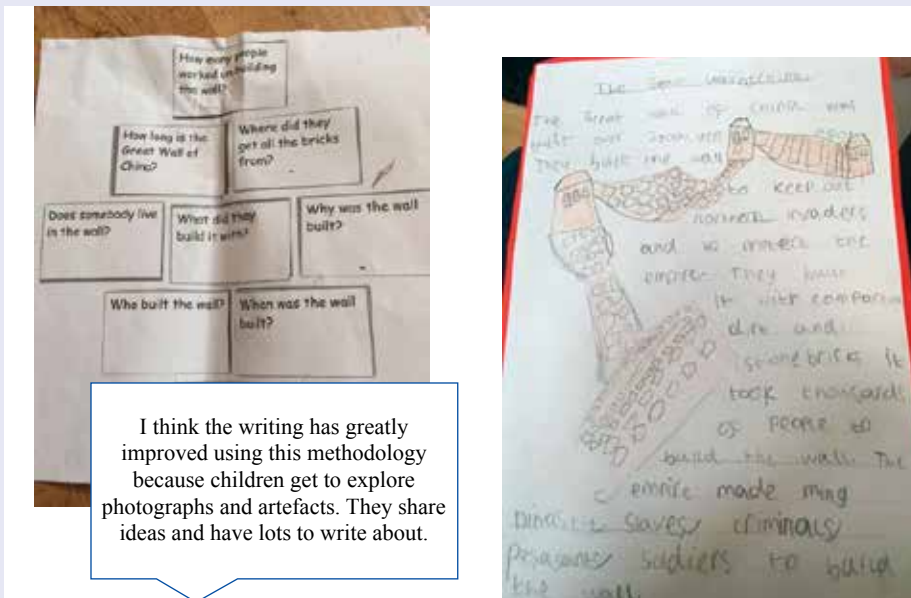 How many people
worked on building
the wall?
How long is the
Great Wall of
China?
Where did they
get all the bricks
from?
Does somebody live
in the wall?
What did they
build it with?
Why was the wall
built?
Who built the wall?
When was the wall
built?
I think the writing has greatly
improved using this methodology
because children get to explore
photographs and artefacts. They share
ideas and have lots to write about.
The
The Great wall of China was
built over
They built the wall
to keep out
northern invaders
and to protect the
empire They built
it with
dirt and
stone bricks it
took thousands
of people to
build the wall The
empire made ming
slaves criminals
to build
the wall